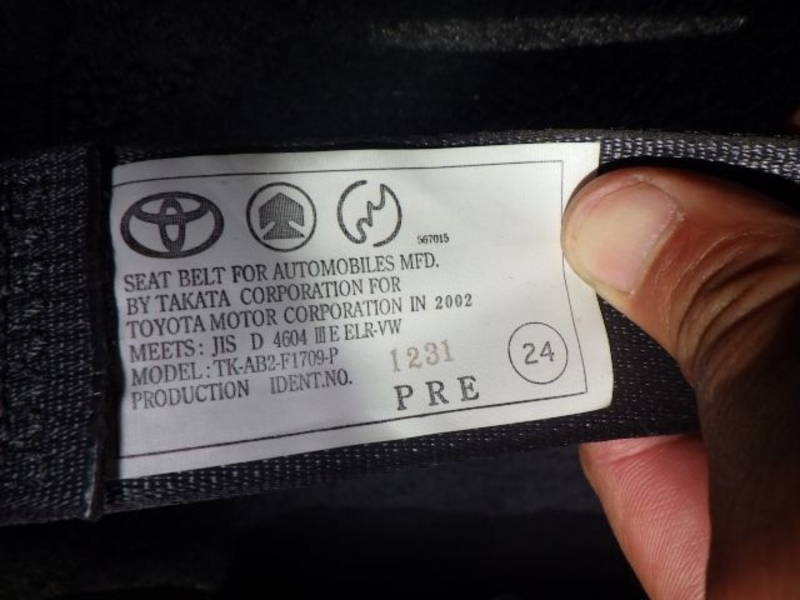 567015
SEAT BELT FOR AUTOMOBILES MFD.
BY TAKATA CORPORATION FOR
TOYOTA MOTOR CORPORATION IN 2002
MEETS: JIS D 4604 III E ELR-VW
MODEL: TK-AB2-F1709-P
PRODUCTION IDENT.NO. 1231
PRE
24